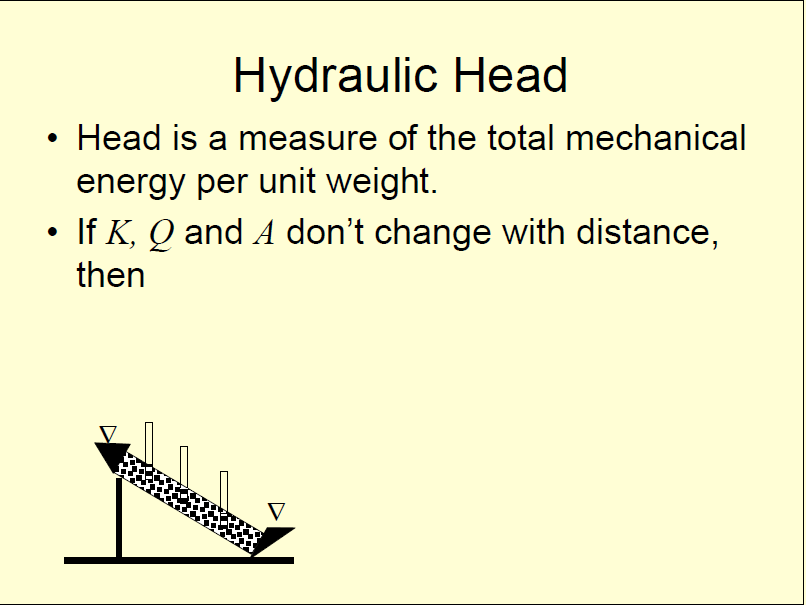 Hydraulic Head
• Head is a measure of the total mechanical
energy per unit weight.
• If K, Q and A don’t change with distance,
then
∇
∇